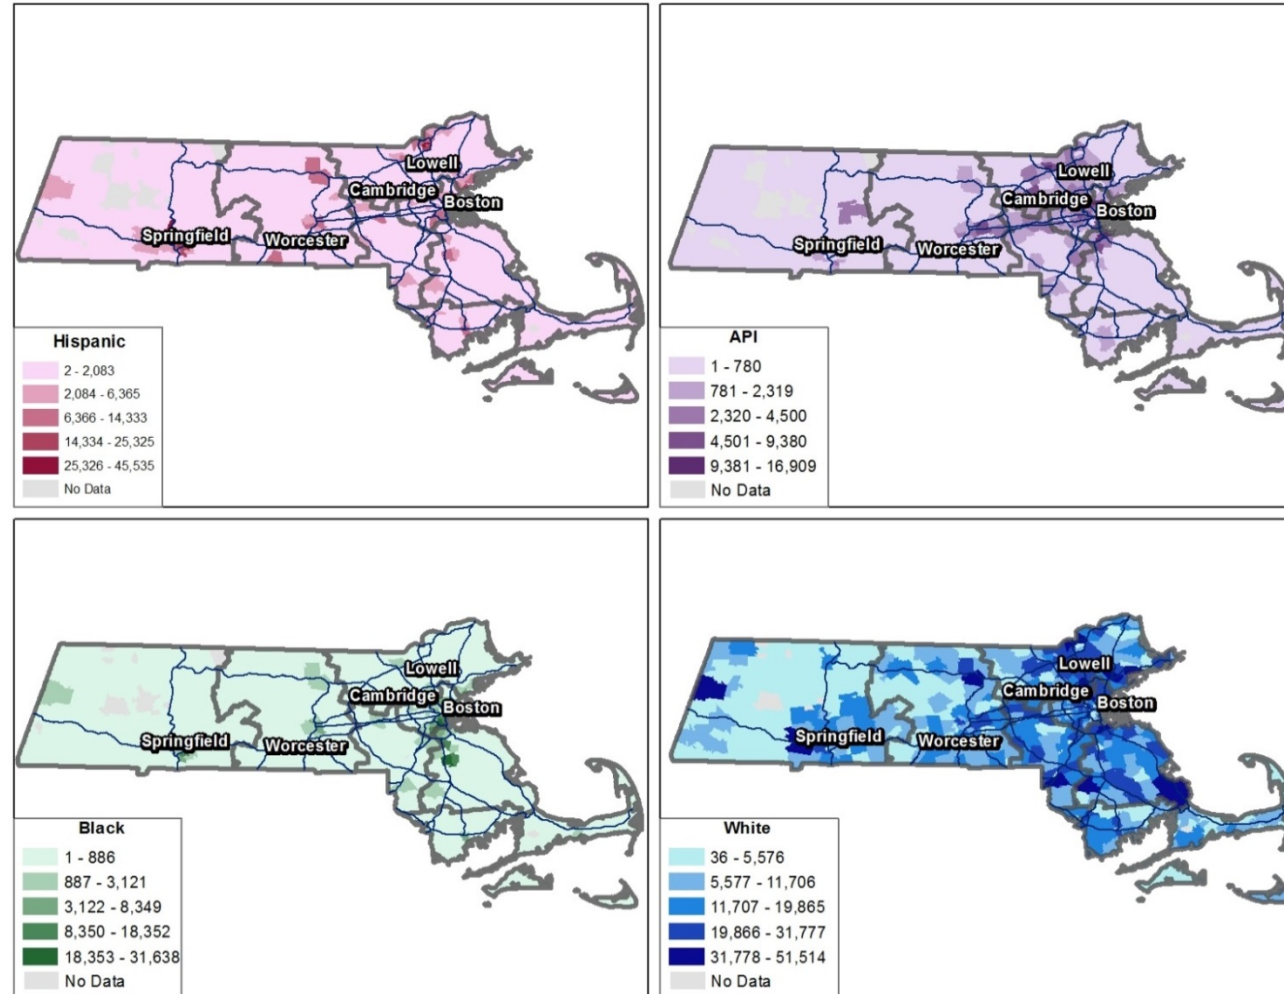 Lowell
Cambridge
Boston
Springfield
Worcester
Hispanic
2 - 2,083
2,084 - 6,365
6,366 - 14,333
14,334 - 25,325
25,326 - 45,535
No Data
Lowell
Cambridge
Boston
Springfield
Worcester
API
1 - 780
781 - 2,319
2,320 - 4,500
4,501 - 9,380
9,381 - 16,909
No Data
Lowell
Cambridge
Boston
Springfield
Worcester
Black
1 - 886
887 - 3,121
3,122 - 8,349
8,350 - 18,352
18,353 - 31,638
No Data
Lowell
Cambridge
Boston
Springfield
Worcester
White
36 - 5,576
5,577 - 11,706
11,707 - 19,865
19,866 - 31,777
31,778 - 51,514
No Data